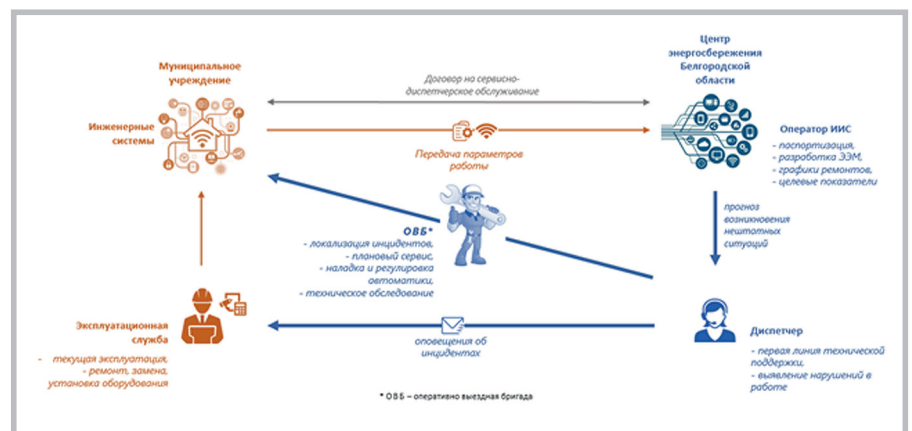 Муниципальное
учреждение
Инженерные
системы
Договор на сервисно-
диспетчерское обслуживание
Передача параметров
работы
Центр
энергосбережения
Белгородской
области
Оператор ИИС
- паспортизация,
- разработка ЭЭМ,
- графики ремонтов,
- целевые показатели
прогноз
возникновения
нештатных
ситуаций
ОВБ*
- локализация инцидентов,
- плановый сервис,
- наладка и регулировка
автоматики,
- техническое обследование
Эксплуатационная
служба
- текущая эксплуатация,
- ремонт, замена,
установка оборудования
оповещения об
инцидентах
Диспетчер
- первая линия технической
поддержки,
- выявление нарушений в
работе
* ОВБ – оперативно выездная бригада